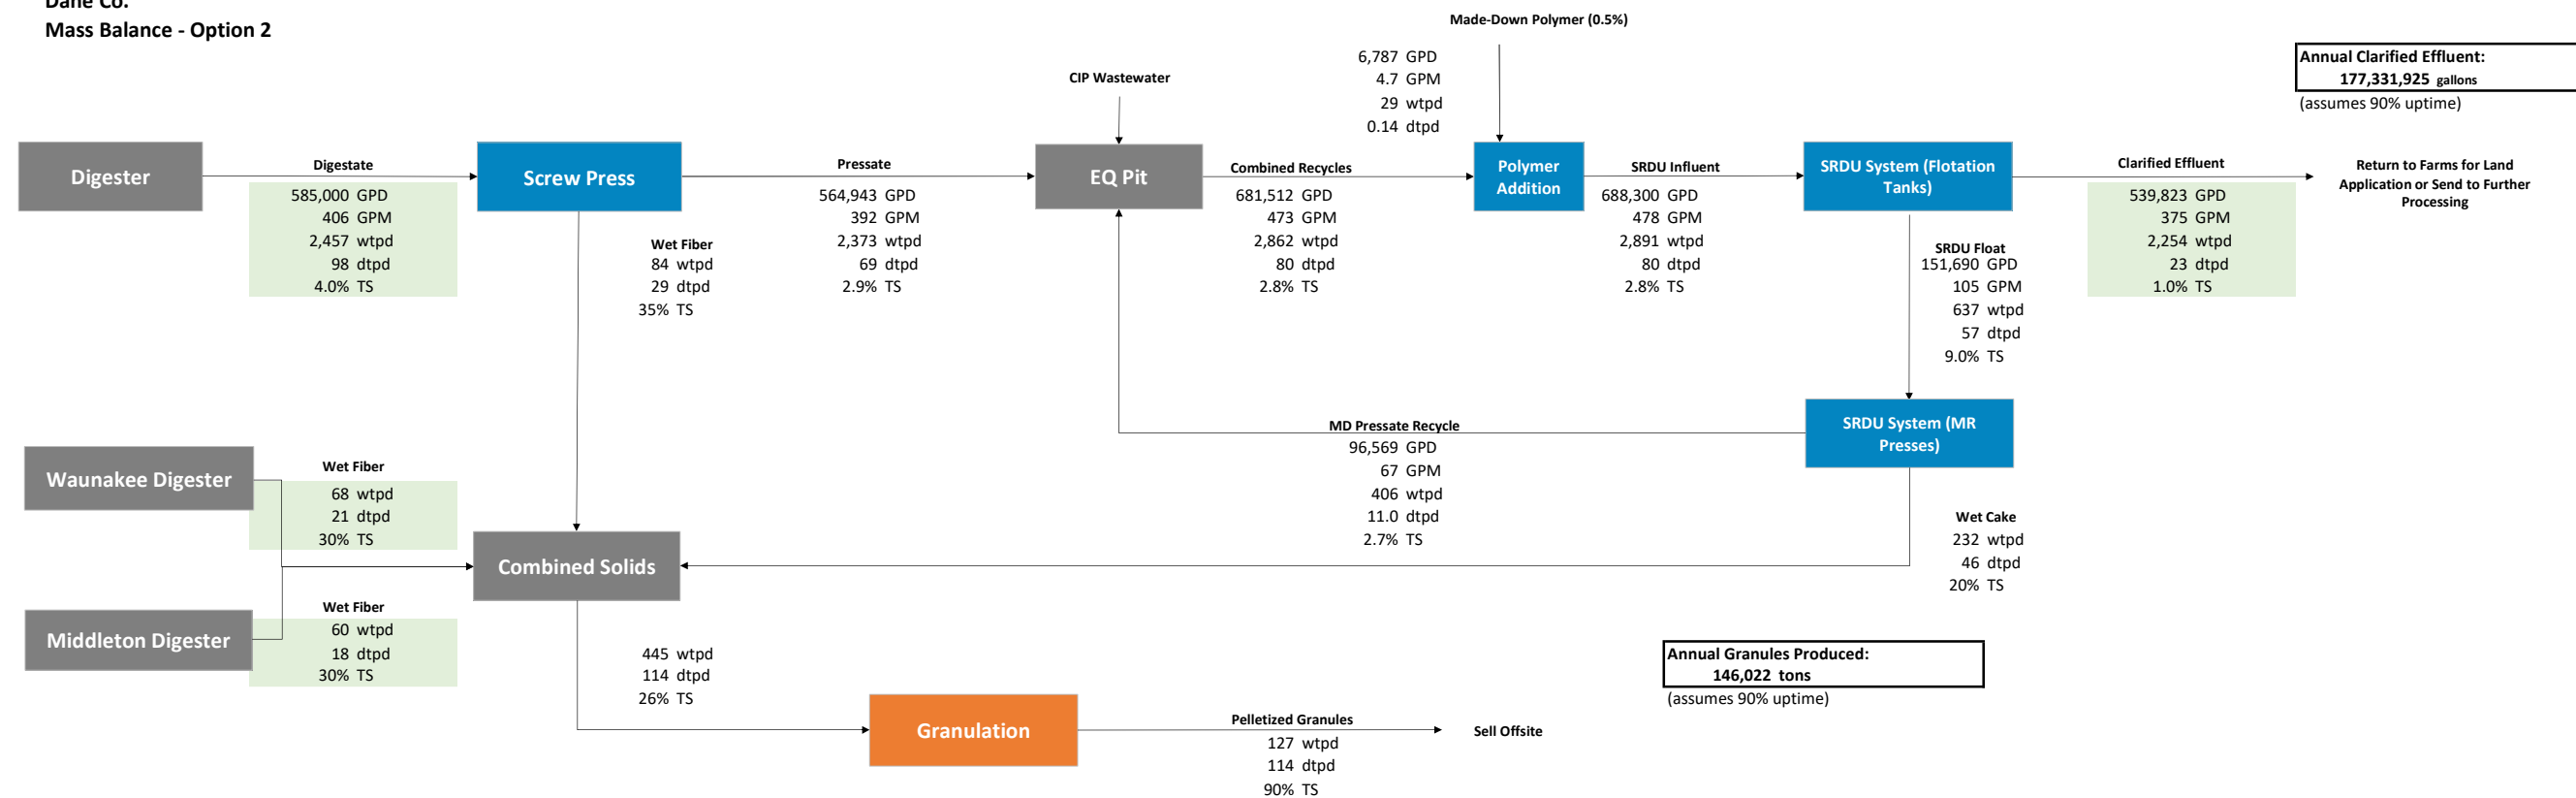 Dane Co.
Mass Balance - Option 2
Made-Down Polymer (0.5%)
6,787 GPD
4.7 GPM
29 wtpd
0.14 dtpd
CIP Wastewater
Annual Clarified Effluent:
177,331,925 gallons
(assumes 90% uptime)
Digester
Digestate
585,000 GPD
406 GPM
2,457 wtpd
98 dtpd
4.0% TS
Screw Press
Pressate
564,943 GPD
392 GPM
2,373 wtpd
69 dtpd
2.9% TS
Wet Fiber
84 wtpd
29 dtpd
35% TS
EQ Pit
Combined Recycles
681,512 GPD
473 GPM
2,862 wtpd
80 dtpd
2.8% TS
Polymer
Addition
SRDU Influent
688,300 GPD
478 GPM
2,891 wtpd
80 dtpd
2.8% TS
SRDU System (Flotation
Tanks)
Clarified Effluent
539,823 GPD
375 GPM
2,254 wtpd
23 dtpd
1.0% TS
Return to Farms for Land
Application or Send to Further
Processing
SRDU Float
151,690 GPD
105 GPM
637 wtpd
57 dtpd
9.0% TS
SRDU System (MR
Presses)
MD Pressate Recycle
96,569 GPD
67 GPM
406 wtpd
11.0 dtpd
2.7% TS
Wet Cake
232 wtpd
46 dtpd
20% TS
Waunakee Digester
Wet Fiber
68 wtpd
21 dtpd
30% TS
Combined Solids
Middleton Digester
Wet Fiber
60 wtpd
18 dtpd
30% TS
445 wtpd
114 dtpd
26% TS
Granulation
Pelletized Granules
127 wtpd
114 dtpd
90% TS
Sell Offsite
Annual Granules Produced:
146,022 tons
(assumes 90% uptime)